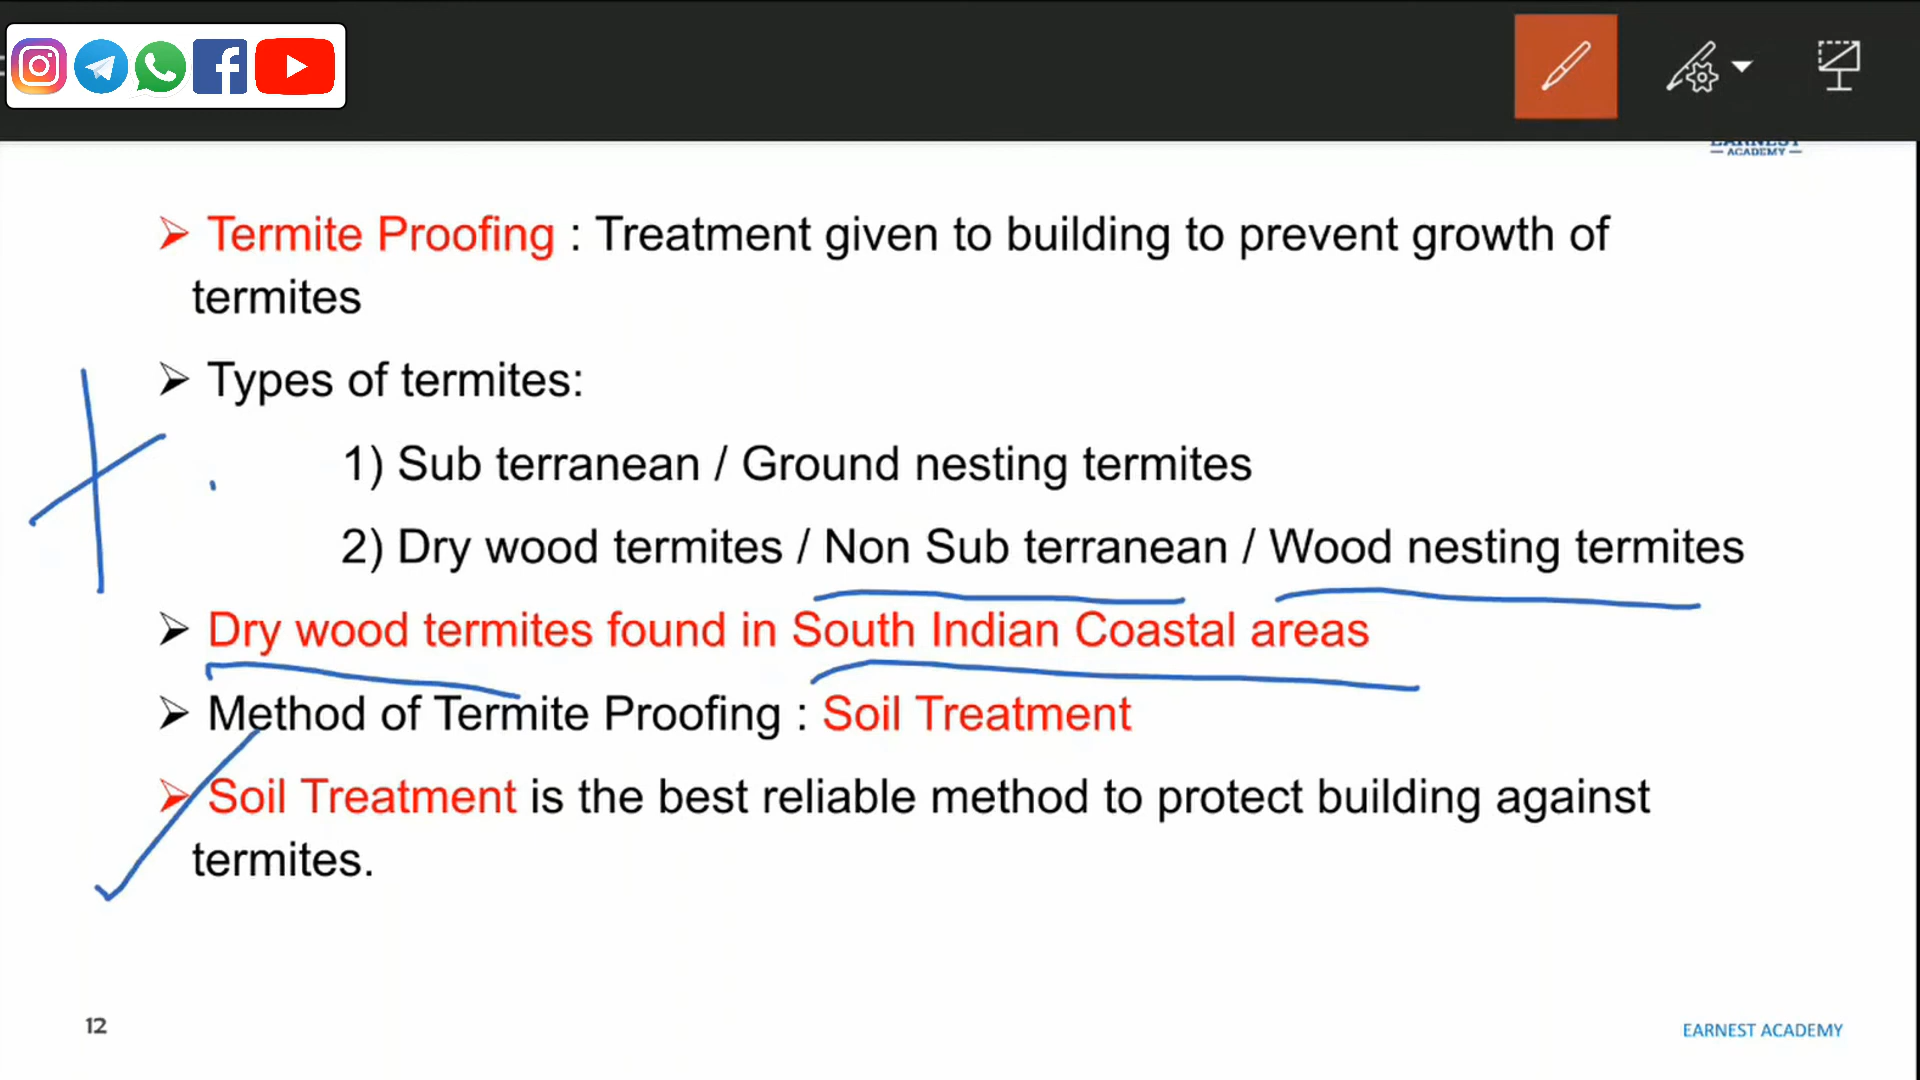 — ACADEMY —
Termite Proofing : Treatment given to building to prevent growth of
termites
Types of termites:
1) Sub terranean / Ground nesting termites
2) Dry wood termites / Non Sub terranean / Wood nesting termites
Dry wood termites found in South Indian Coastal areas
Method of Termite Proofing : Soil Treatment
Soil Treatment is the best reliable method to protect building against
termites.
12
EARNEST ACADEMY